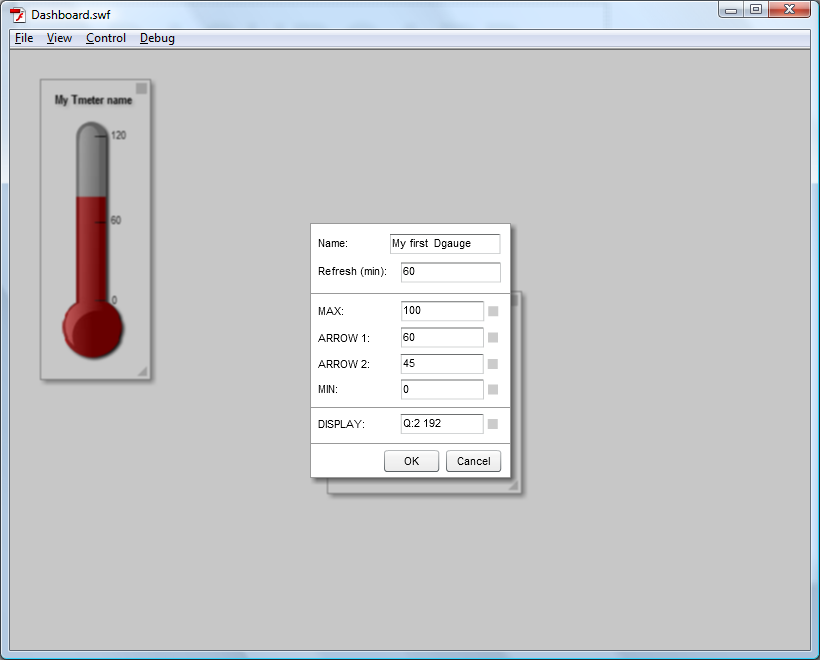 Dashboard.swf
File View Control Debug
My Tmeter name
120
60
0
Name: My first  Dgauge
Refresh (min): 60
MAX: 100
ARROW 1: 60
ARROW 2: 45
MIN: 0
DISPLAY: Q:2 192
OK Cancel